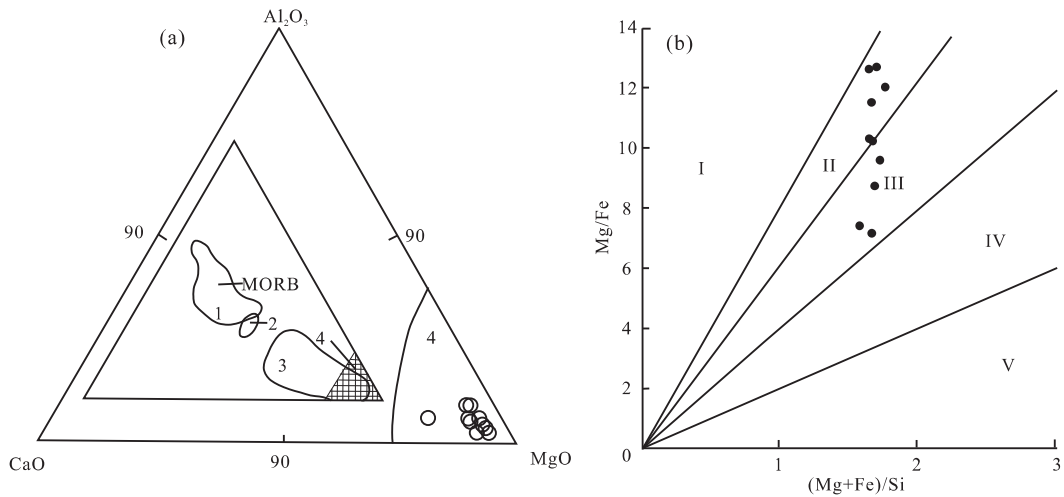 (a)
Al₂O₃
90
90
MORB
1
2
3
4
4
CaO
90
MgO
(b)
14
12
10
8
6
4
2
0
Mg/Fe
I
II
III
IV
V
1
2
3
(Mg+Fe)/Si